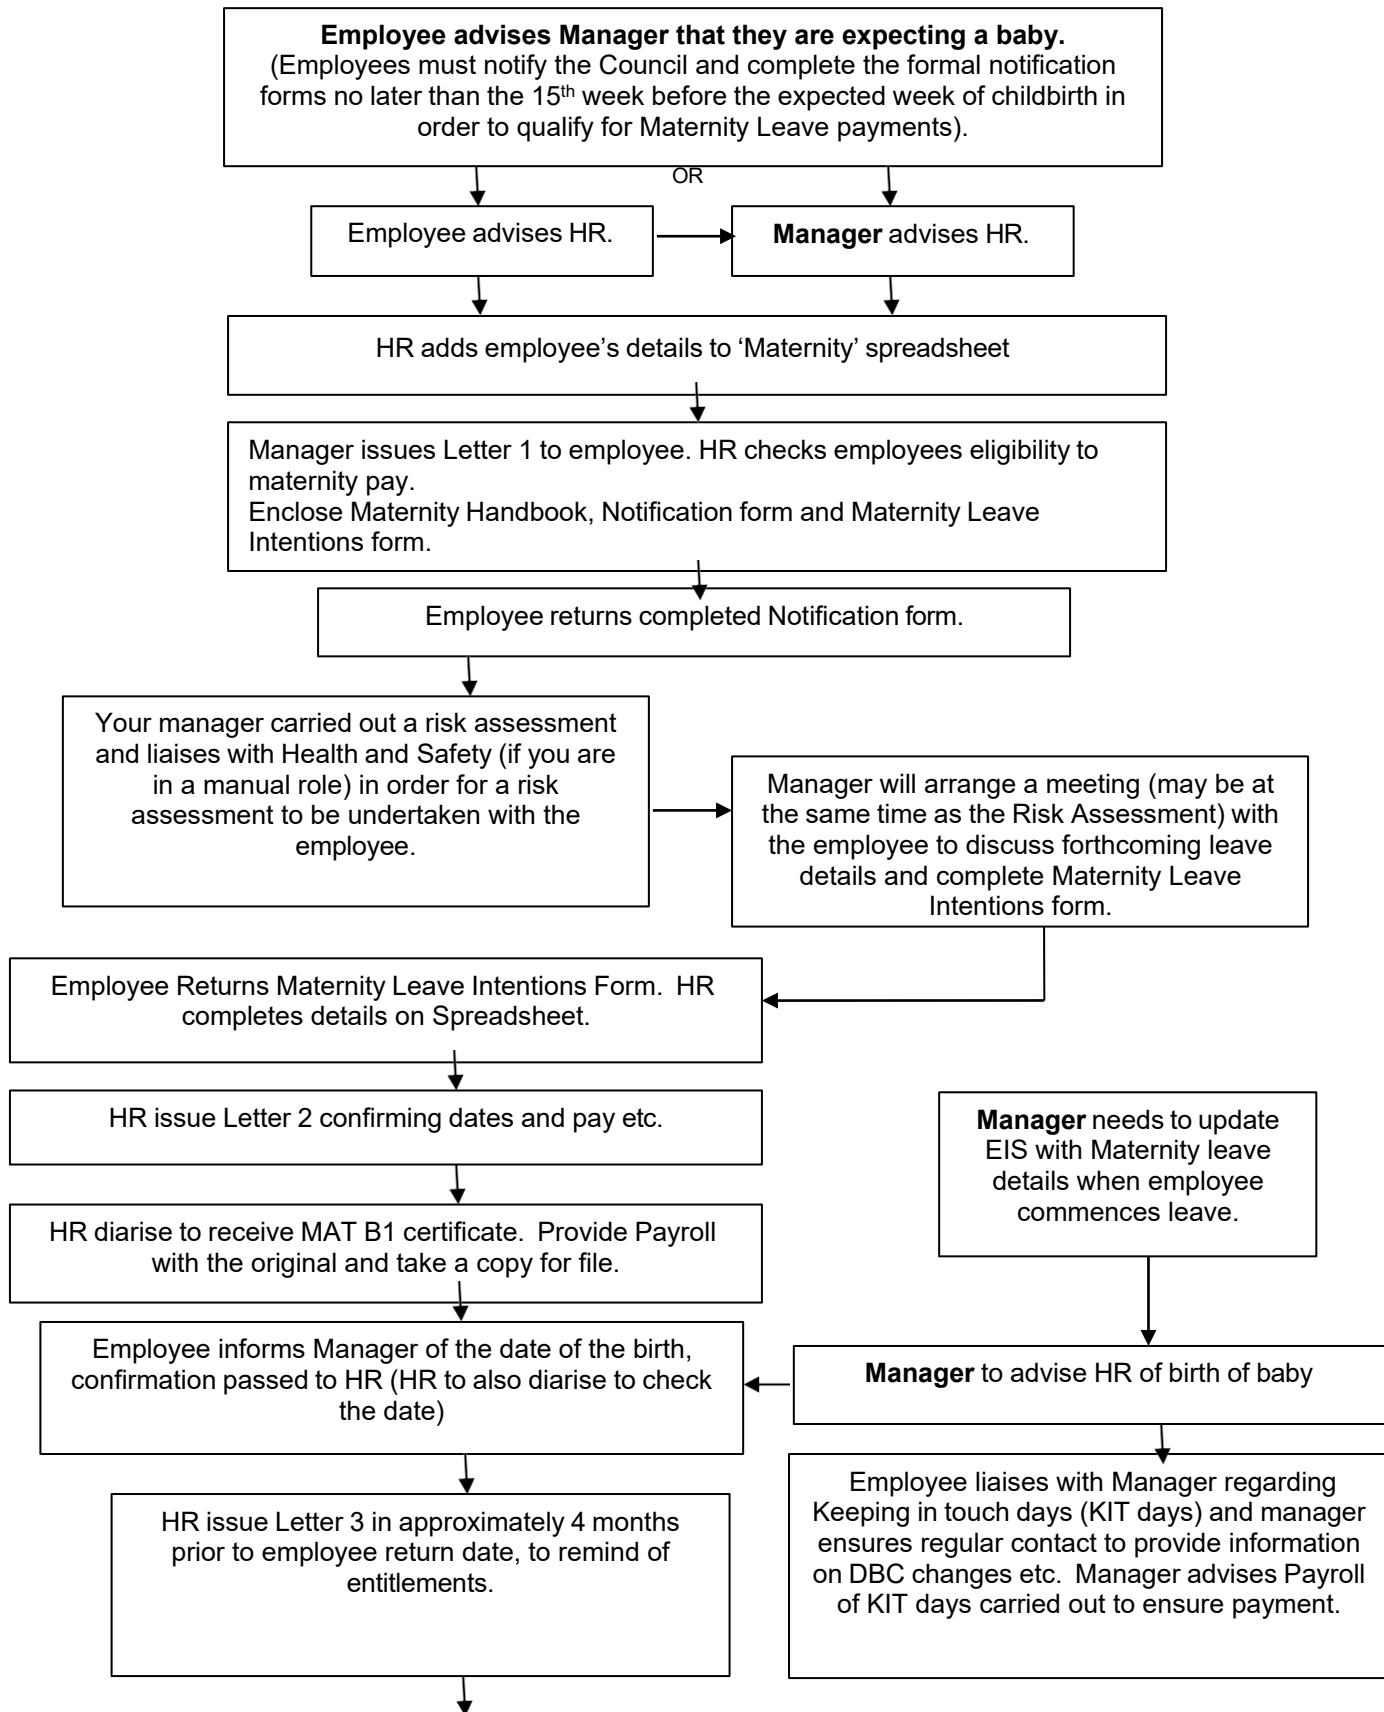 Employee advises Manager that they are expecting a baby.
(Employees must notify the Council and complete the formal notification
forms no later than the 15th week before the expected week of childbirth in
order to qualify for Maternity Leave payments).
OR
Employee advises HR.
Manager advises HR.
HR adds employee’s details to ‘Maternity’ spreadsheet
Manager issues Letter 1 to employee. HR checks employees eligibility to
maternity pay.
Enclose Maternity Handbook, Notification form and Maternity Leave
Intentions form.
Employee returns completed Notification form.
Your manager carried out a risk assessment
and liaises with Health and Safety (if you are
in a manual role) in order for a risk
assessment to be undertaken with the
employee.
Manager will arrange a meeting (may be at
the same time as the Risk Assessment) with
the employee to discuss forthcoming leave
details and complete Maternity Leave
Intentions form.
Employee Returns Maternity Leave Intentions Form.  HR
completes details on Spreadsheet.
HR issue Letter 2 confirming dates and pay etc.
Manager needs to update
EIS with Maternity leave
details when employee
commences leave.
HR diarise to receive MAT B1 certificate.  Provide Payroll
with the original and take a copy for file.
Employee informs Manager of the date of the birth,
confirmation passed to HR (HR to also diarise to check
the date)
Manager to advise HR of birth of baby
HR issue Letter 3 in approximately 4 months
prior to employee return date, to remind of
entitlements.
Employee liaises with Manager regarding
Keeping in touch days (KIT days) and manager
ensures regular contact to provide information
on DBC changes etc.  Manager advises Payroll
of KIT days carried out to ensure payment.